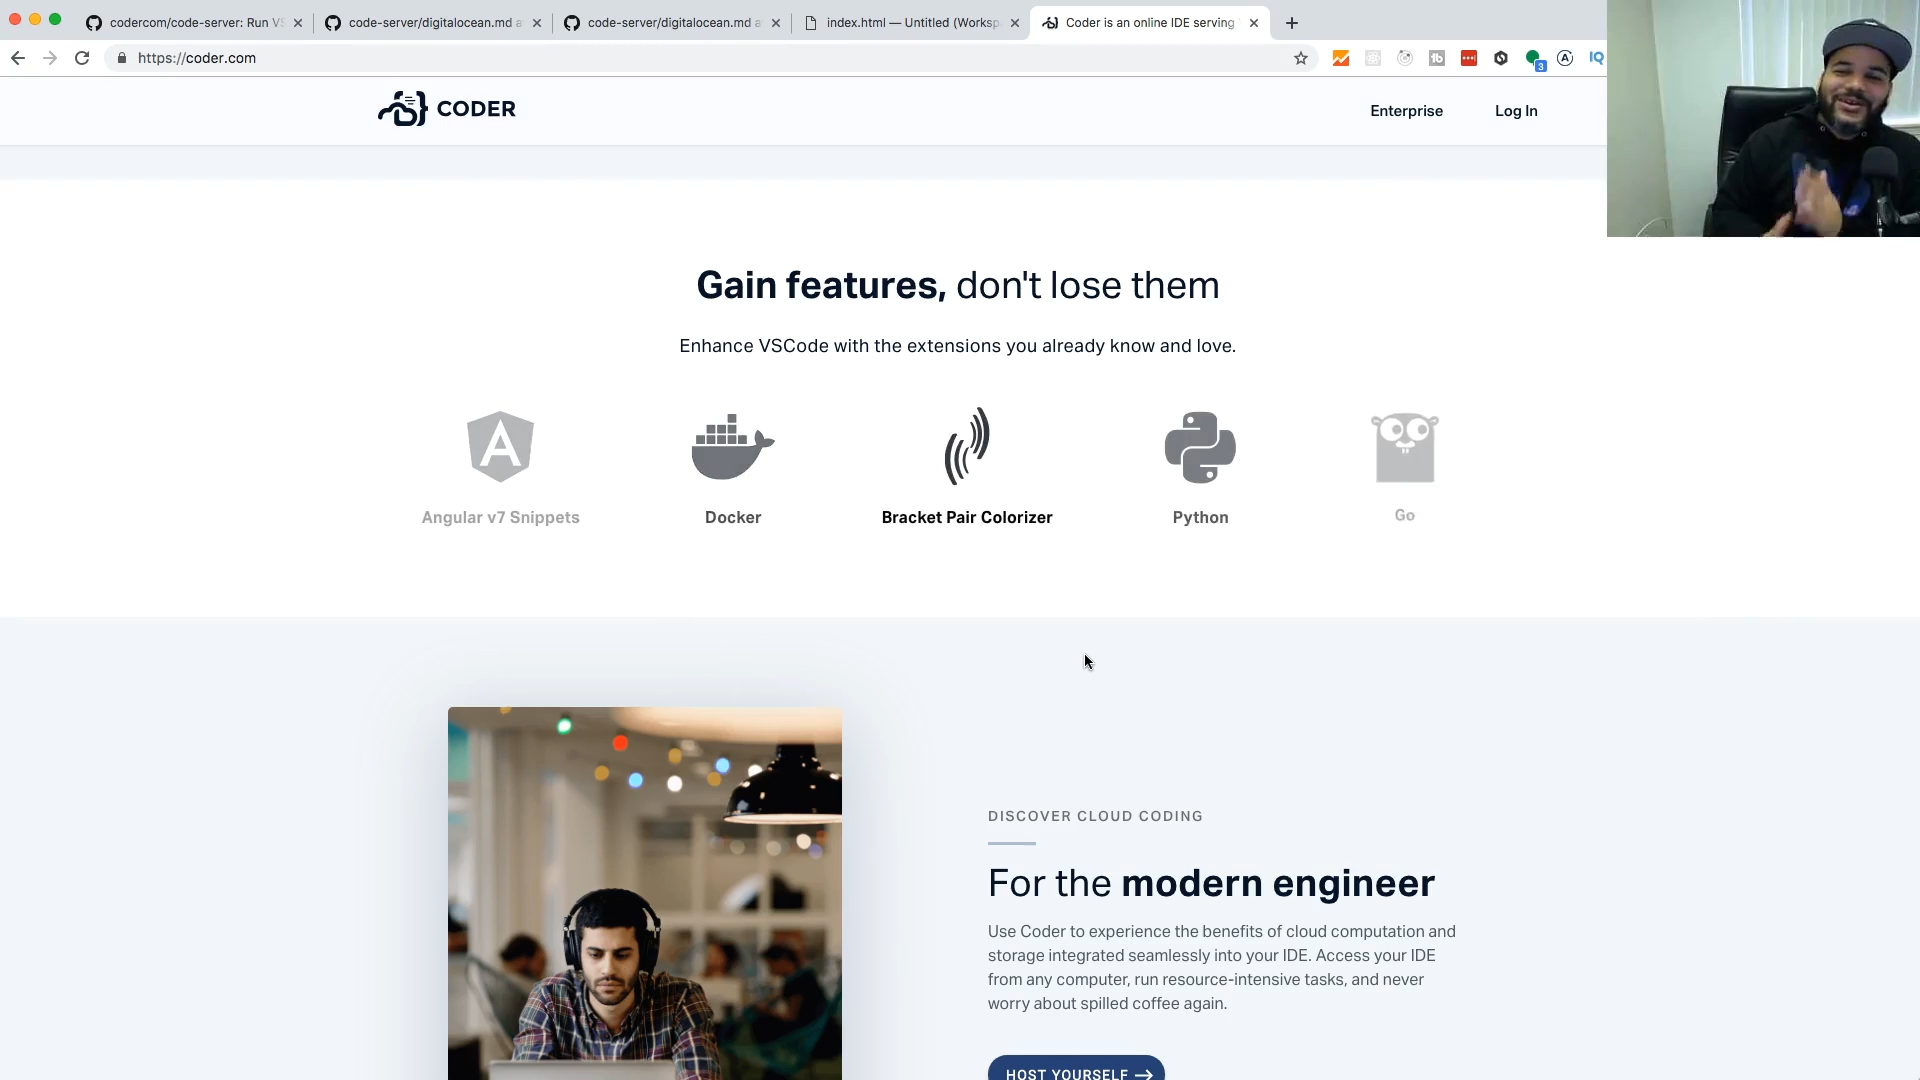 codercom/code-server: Run VS
code-server/digitalocean.md a
code-server/digitalocean.md a
index.html — Untitled (Worksp
Coder is an online IDE serving
https://coder.com
3
A
IQ
CODER
Enterprise
Log In
Gain features, don't lose them
Enhance VSCode with the extensions you already know and love.
Angular v7 Snippets
Docker
Bracket Pair Colorizer
Python
Go
DISCOVER CLOUD CODING
For the modern engineer
Use Coder to experience the benefits of cloud computation and
storage integrated seamlessly into your IDE. Access your IDE
from any computer, run resource-intensive tasks, and never
worry about spilled coffee again.
HOST YOURSELF